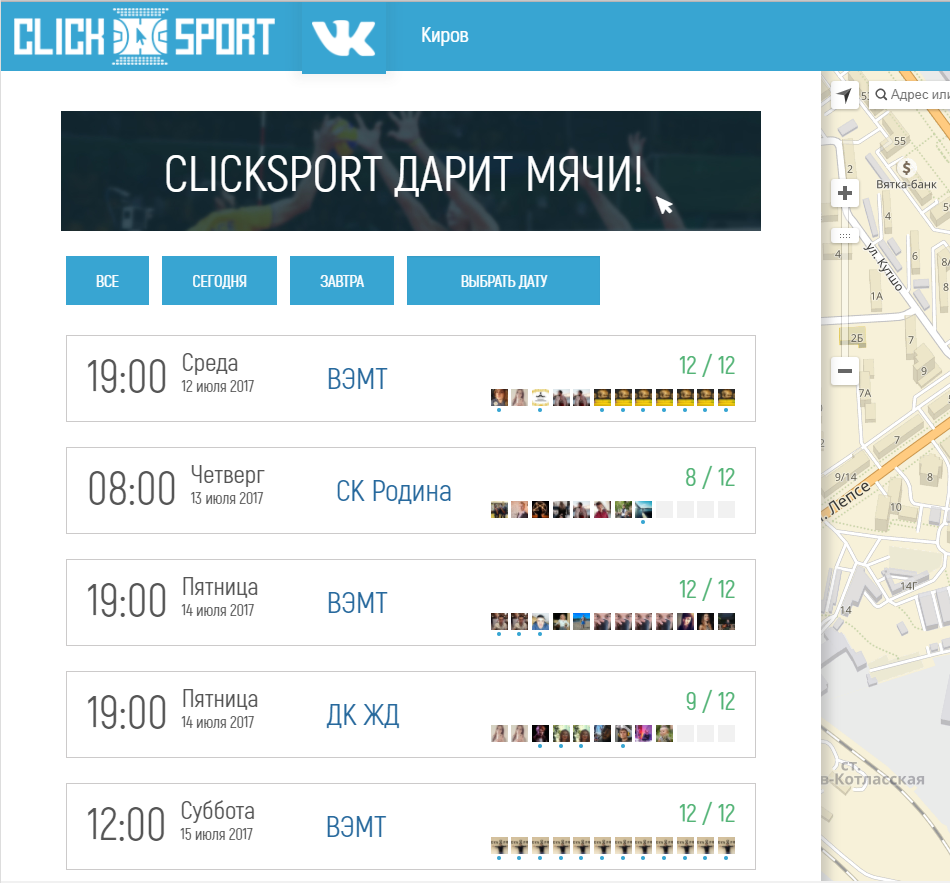 CLICK SPORT
Киров
CLICKSPORT ДАРИТ МЯЧИ!
ВСЕ
СЕГОДНЯ
ЗАВТРА
ВЫБРАТЬ ДАТУ
19:00
Среда
12 июля 2017
ВЭМТ
12 / 12
08:00
Четверг
13 июля 2017
СК Родина
8 / 12
19:00
Пятница
14 июля 2017
ВЭМТ
12 / 12
19:00
Пятница
14 июля 2017
ДК ЖД
9 / 12
12:00
Суббота
15 июля 2017
ВЭМТ
12 / 12
Адрес или
55
2
Вятка-банк
4
ул. Кутшо
4
6
8
1А
2Б
7
9
7А
7
9/14
. Лепсе
10
14Г
14
ст.
в-Котласская